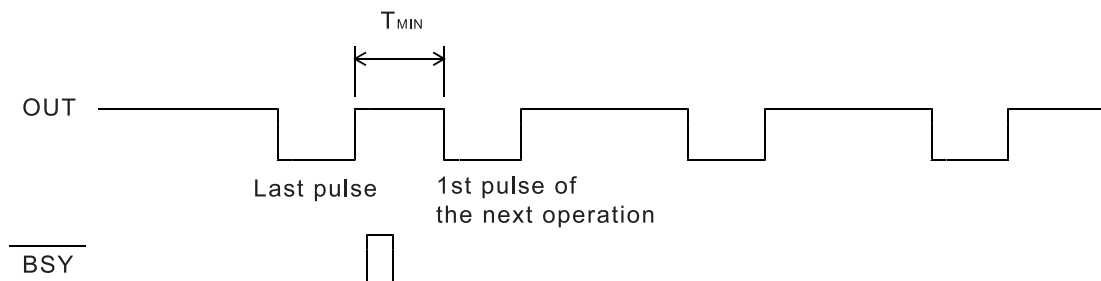 TMIN
OUT
Last pulse
1st pulse of
the next operation
BSY